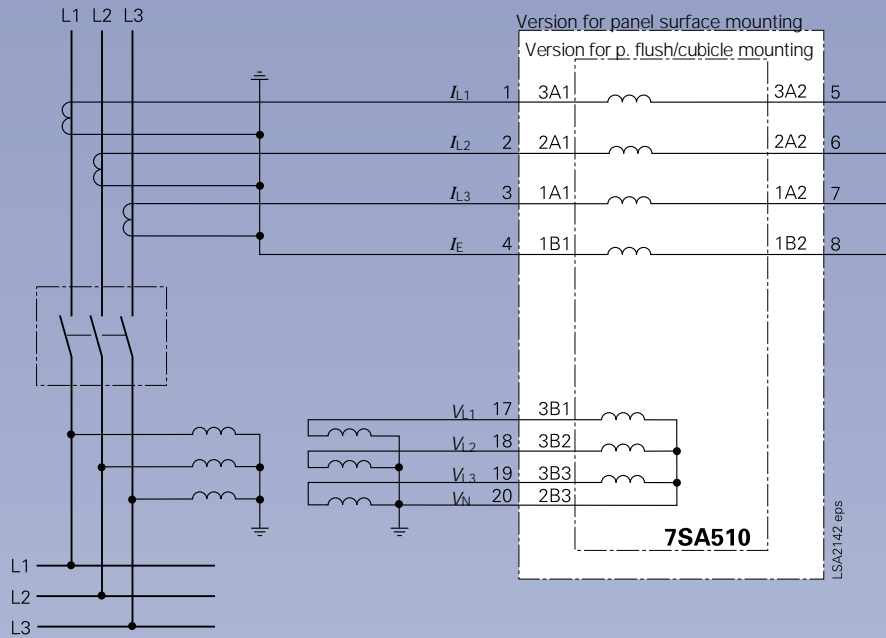 L1 L2 L3
Version for panel surface mounting
Version for p. flush/cubicle mounting
IL1 1 3A1 3A2 5
IL2 2 2A1 2A2 6
IL3 3 1A1 1A2 7
IE 4 1B1 1B2 8
VL1 17 3B1
VL2 18 3B2
VL3 19 3B3
VN 20 2B3
7SA510
LSA2142 eps
L1
L2
L3